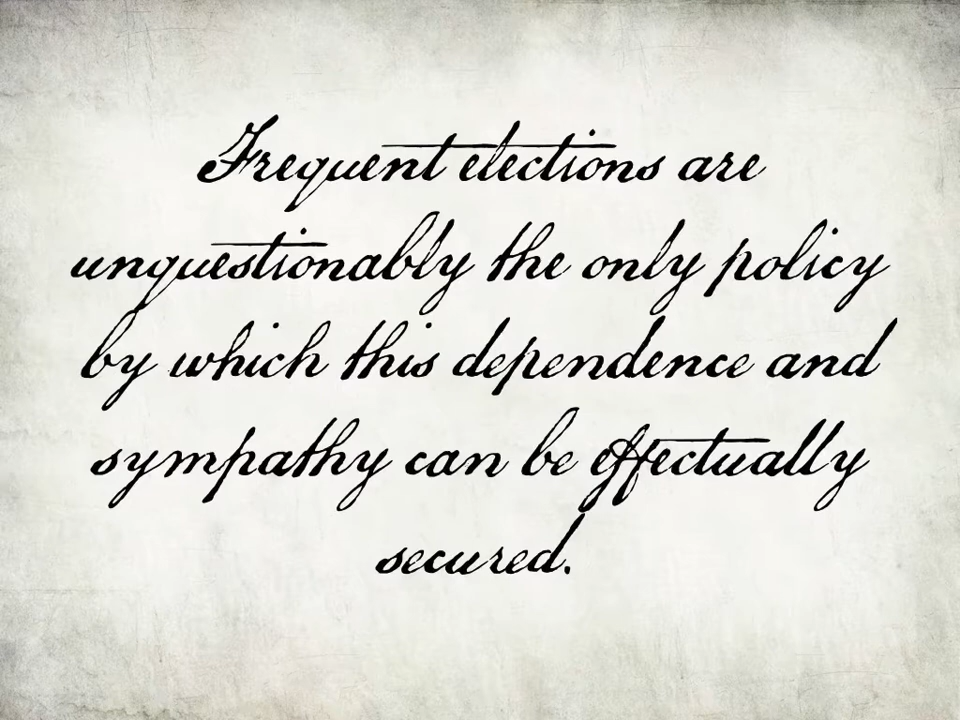 Frequent elections are
unquestionably the only policy
by which this dependence and
sympathy can be effectually
secured.